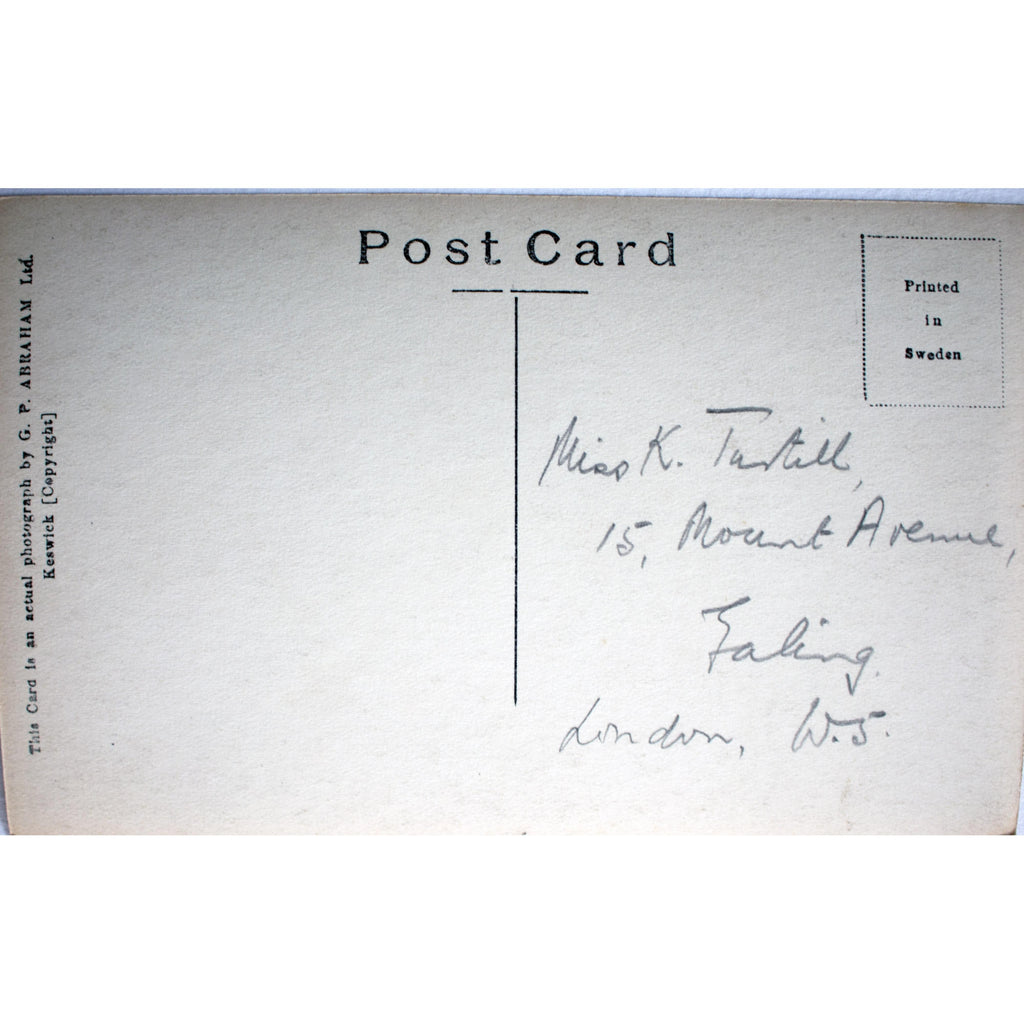 Post Card
This Card is an actual photograph by G. P. ABRAHAM Ltd.
Keswick [Copyright]
Printed
in
Sweden
Miss K.
15, Mount Avenue,
Ealing.
London, W.5.